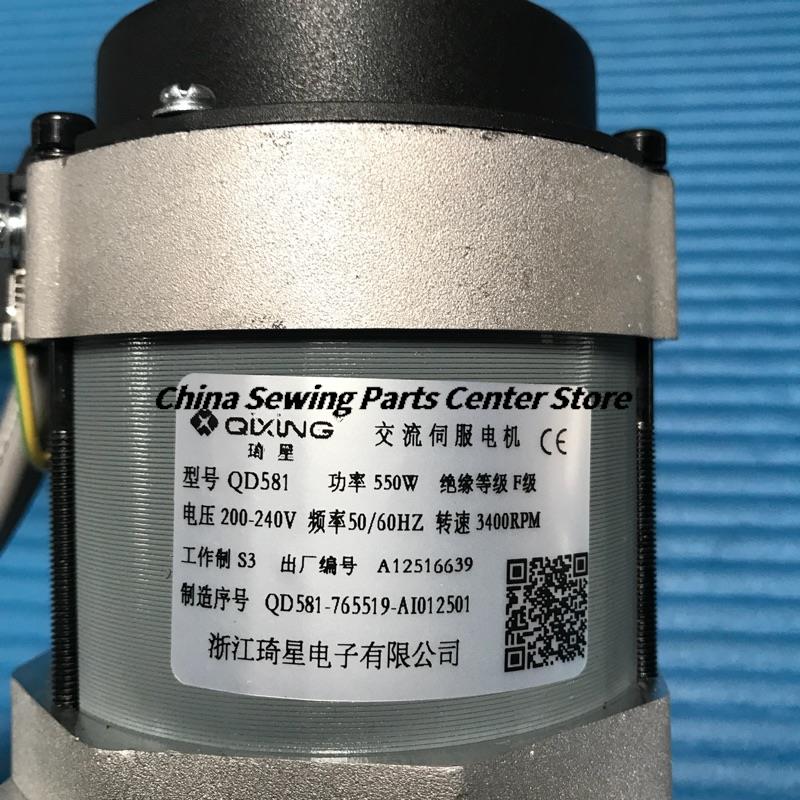 China Sewing Parts Center Store
QIXING 交流伺服电机 CE
琦星
型号 QD581 功率 550W 绝缘等级 F级
电压 200-240V 频率50/60HZ 转速 3400RPM
工作制 S3 出厂编号 A12516639
制造序号 QD581-765519-AI012501
浙江琦星电子有限公司